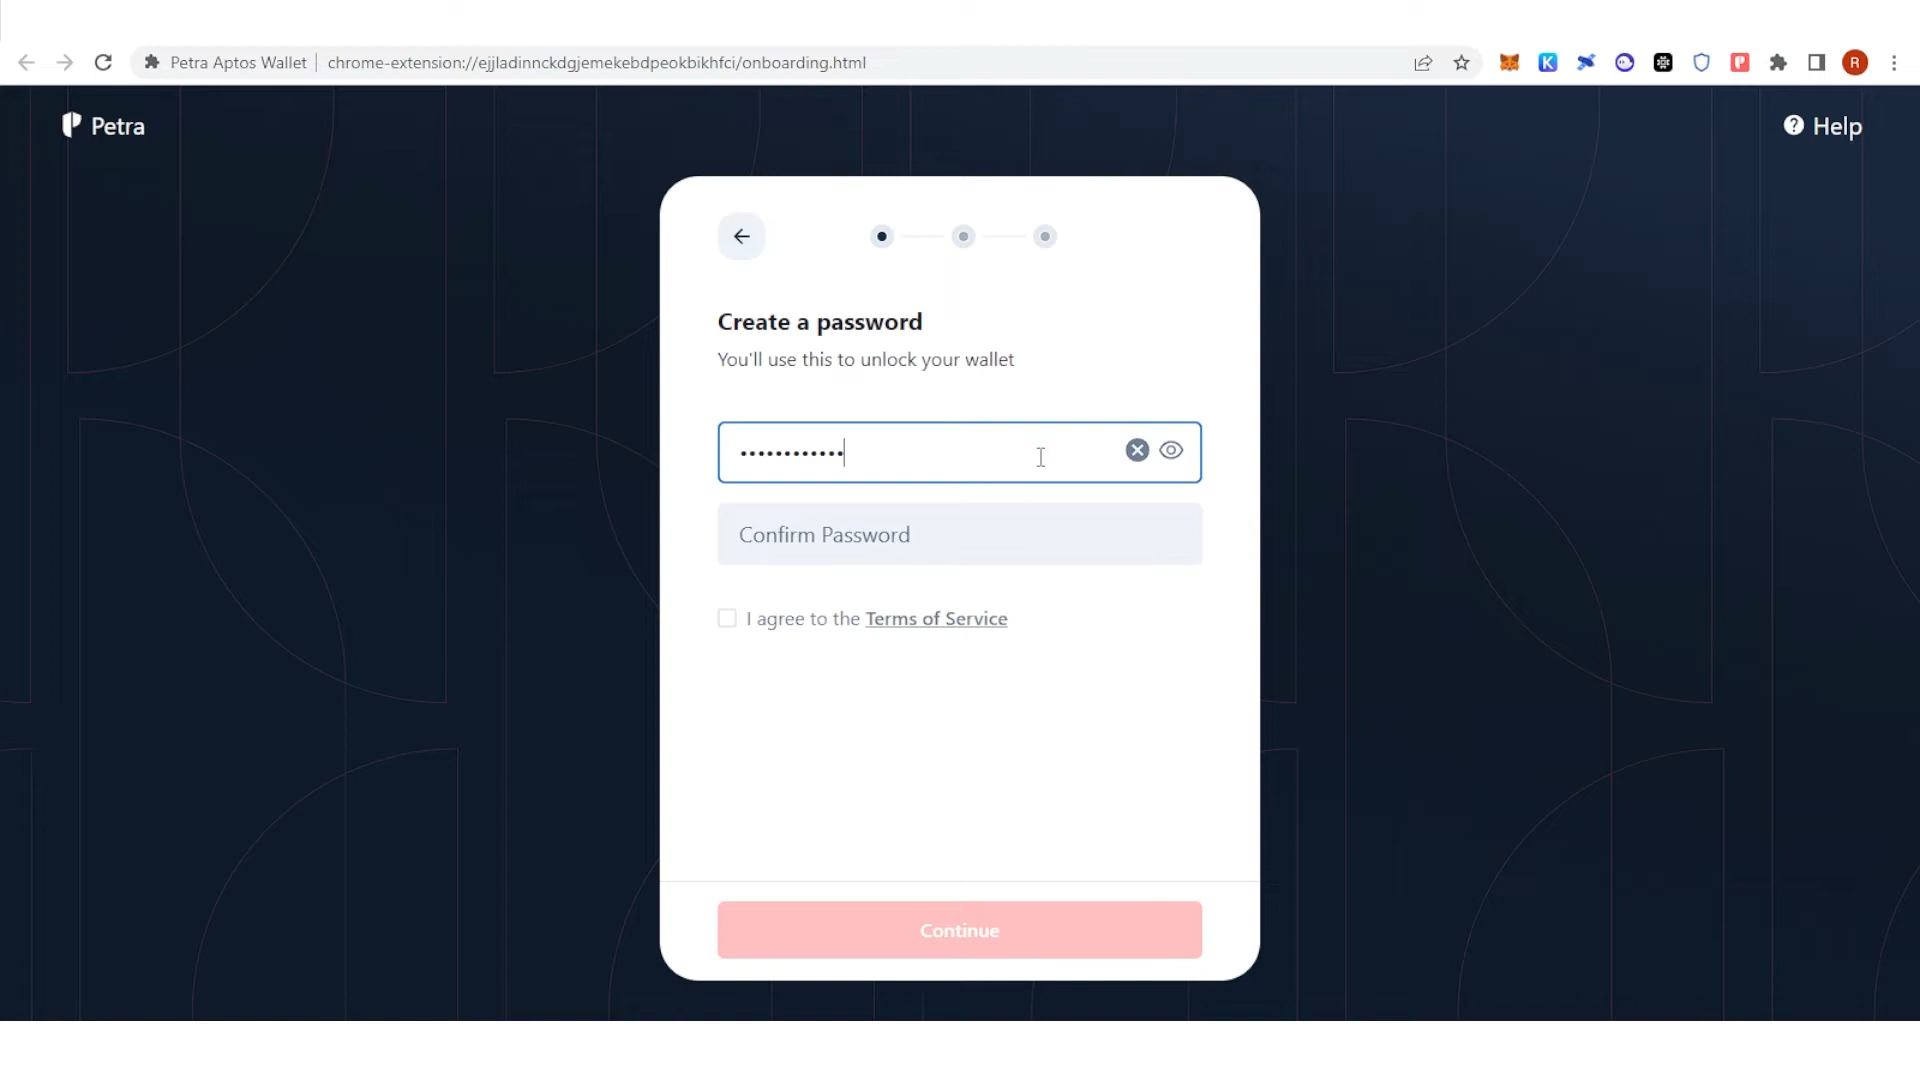 Petra Aptos Wallet | chrome-extension://ejjladinnckdgjemekebdpeokbikhfci/onboarding.html
K
P
R
Petra
? Help
Create a password
You'll use this to unlock your wallet
••••••••••••
Confirm Password
I agree to the Terms of Service
Continue